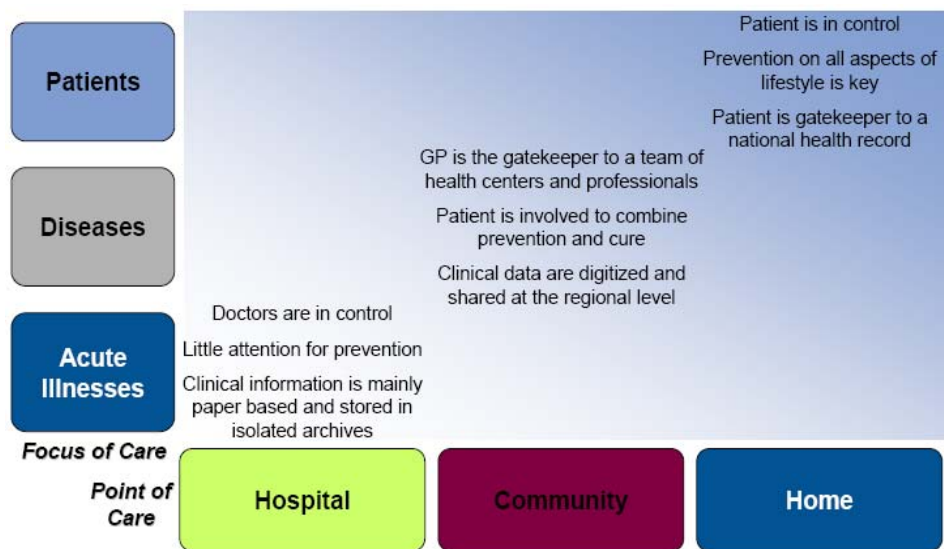 Patients
Patient is in control
Prevention on all aspects of
lifestyle is key
Patient is gatekeeper to a
national health record
Diseases
GP is the gatekeeper to a team of
health centers and professionals
Patient is involved to combine
prevention and cure
Clinical data are digitized and
shared at the regional level
Acute
Illnesses
Doctors are in control
Little attention for prevention
Clinical information is mainly
paper based and stored in
isolated archives
Focus of Care
Point of
Care
Hospital
Community
Home